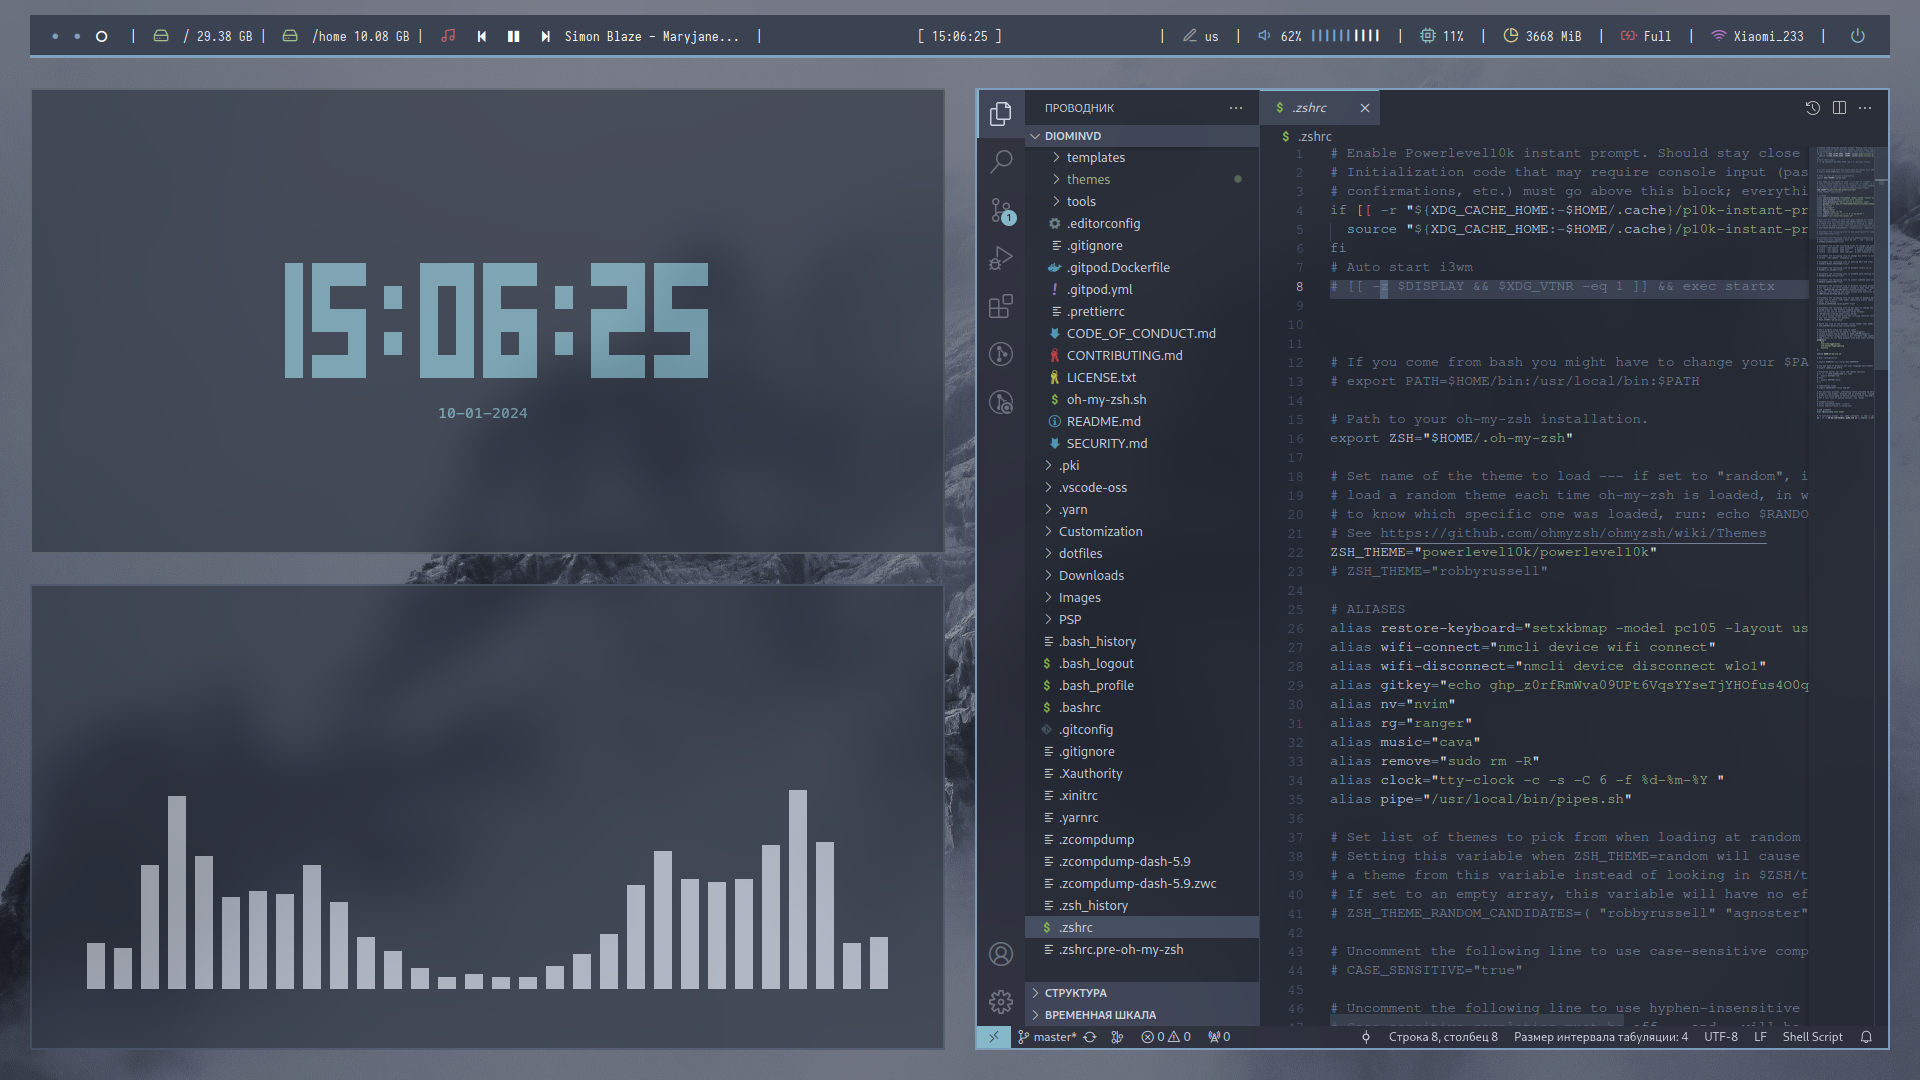 / 29.38 GB | /home 10.08 GB | Simon Blaze - Maryjane... |
[ 15:06:25 ]
| us | 62% | 11% | 3668 MiB | Full | Xiaomi_233 |
15:06:25
10-01-2024
ПРОВОДНИК
DIOMINVD
templates
themes
tools
.editorconfig
.gitignore
.gitpod.Dockerfile
.gitpod.yml
.prettierrc
CODE_OF_CONDUCT.md
CONTRIBUTING.md
LICENSE.txt
oh-my-zsh.sh
README.md
SECURITY.md
.pki
.vscode-oss
.yarn
Customization
dotfiles
Downloads
Images
PSP
.bash_history
.bash_logout
.bash_profile
.bashrc
.gitconfig
.gitignore
.Xauthority
.xinitrc
.yarnrc
.zcompdump
.zcompdump-dash-5.9
.zcompdump-dash-5.9.zwc
.zsh_history
.zshrc
.zshrc.pre-oh-my-zsh
СТРУКТУРА
ВРЕМЕННАЯ ШКАЛА
$ .zshrc
$ .zshrc
1 # Enable Powerlevel10k instant prompt. Should stay close
2 # Initialization code that may require console input (pas
3 # confirmations, etc.) must go above this block; everythi
4 if [[ -r "${XDG_CACHE_HOME:-$HOME/.cache}/p10k-instant-pr
5 source "${XDG_CACHE_HOME:-$HOME/.cache}/p10k-instant-pr
6 fi
7 # Auto start i3wm
8 # [[ -z $DISPLAY && $XDG_VTNR -eq 1 ]] && exec startx
9
10
11
12 # If you come from bash you might have to change your $PA
13 # export PATH=$HOME/bin:/usr/local/bin:$PATH
14
15 # Path to your oh-my-zsh installation.
16 export ZSH="$HOME/.oh-my-zsh"
17
18 # Set name of the theme to load --- if set to "random", i
19 # load a random theme each time oh-my-zsh is loaded, in w
20 # to know which specific one was loaded, run: echo $RANDO
21 # See https://github.com/ohmyzsh/ohmyzsh/wiki/Themes
22 ZSH_THEME="powerlevel10k/powerlevel10k"
23 # ZSH_THEME="robbyrussell"
24
25 # ALIASES
26 alias restore-keyboard="setxkbmap -model pc105 -layout us
27 alias wifi-connect="nmcli device wifi connect"
28 alias wifi-disconnect="nmcli device disconnect wlo1"
29 alias gitkey="echo
30 alias nv="nvim"
31 alias rg="ranger"
32 alias music="cava"
33 alias remove="sudo rm -R"
34 alias clock="tty-clock -c -s -C 6 -f %d-%m-%Y "
35 alias pipe="/usr/local/bin/pipes.sh"
36
37 # Set list of themes to pick from when loading at random
38 # Setting this variable when ZSH_THEME=random will cause
39 # a theme from this variable instead of looking in $ZSH/t
40 # If set to an empty array, this variable will have no ef
41 # ZSH_THEME_RANDOM_CANDIDATES=( "robbyrussell" "agnoster"
42
43 # Uncomment the following line to use case-sensitive comp
44 # CASE_SENSITIVE="true"
45
46 # Uncomment the following line to use hyphen-insensitive
1
master* 0 0 0
Строка 8, столбец 8 Размер интервала табуляции: 4 UTF-8 LF Shell Script